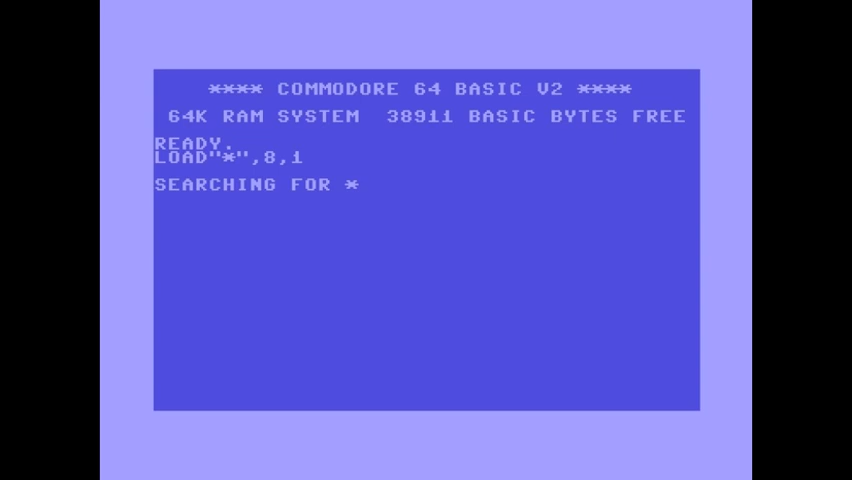 **** COMMODORE 64 BASIC V2 ****
64K RAM SYSTEM  38911 BASIC BYTES FREE
READY.
LOAD"*",8,1
SEARCHING FOR *